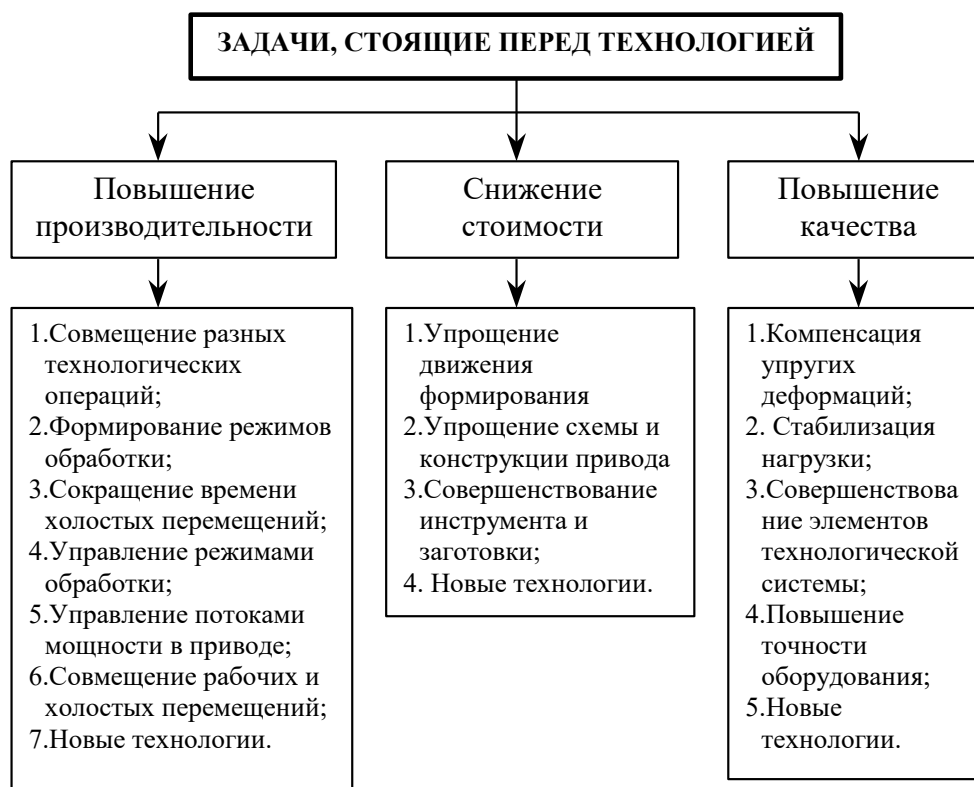 ЗАДАЧИ, СТОЯЩИЕ ПЕРЕД ТЕХНОЛОГИЕЙ
Повышение
производительности
Снижение
стоимости
Повышение
качества
1.Совмещение разных
технологических
операций;
2.Формирование режимов
обработки;
3.Сокращение времени
холостых перемещений;
4.Управление режимами
обработки;
5.Управление потоками
мощности в приводе;
6.Совмещение рабочих и
холостых перемещений;
7.Новые технологии.
1.Упрощение
движения
формирования
2.Упрощение схемы и
конструкции привода
3.Совершенствование
инструмента и
заготовки;
4. Новые технологии.
1.Компенсация
упругих
деформаций;
2. Стабилизация
нагрузки;
3.Совершенствова
ние элементов
технологической
системы;
4.Повышение
точности
оборудования;
5.Новые
технологии.